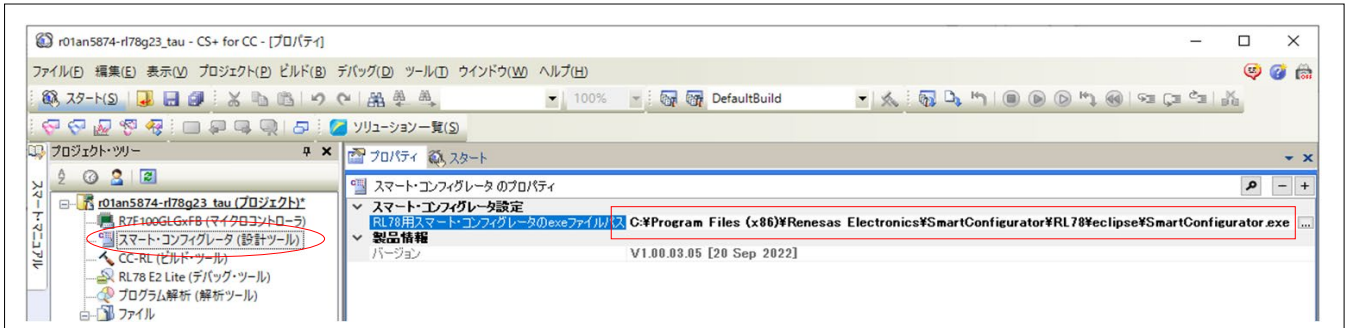 r01an5874-rl78g23_tau - CS+ for CC - [プロパティ]
ファイル(F) 編集(E) 表示(V) プロジェクト(P) ビルド(B) デバッグ(D) ツール(T) ウインドウ(W) ヘルプ(H)
スタート(S) 100% DefaultBuild
ソリューション一覧(S)
プロジェクト・ツリー
プロパティ スタート
スマート・マニュアル
r01an5874-rl78g23_tau (プロジェクト)*
R7F100GLGxFB (マイクロコントローラ)
スマート・コンフィグレータ (設計ツール)
CC-RL (ビルド・ツール)
RL78 E2 Lite (デバッグ・ツール)
プログラム解析 (解析ツール)
ファイル
スマート・コンフィグレータ のプロパティ
スマート・コンフィグレータ設定
RL78用スマート・コンフィグレータのexeファイルパス C:¥Program Files (x86)¥Renesas Electronics¥SmartConfigurator¥RL78¥eclipse¥SmartConfigurator.exe ...
製品情報
バージョン V1.00.03.05 [20 Sep 2022]